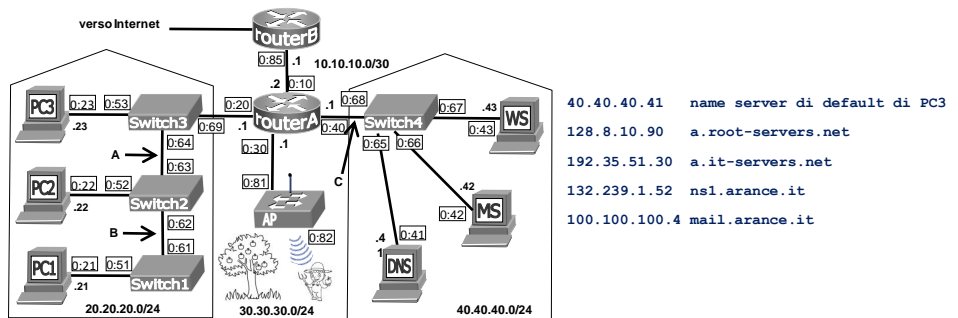 verso Internet
routerB
0:85
.1
10.10.10.0/30
.2
0:10
PC3
0:23
0:53
.23
Switch3
0:20
0:69
.1
routerA
.1
0:40
0:68
Switch4
0:67
.43
0:43
WS
0:64
A
0:63
0:30
.1
0:65
0:66
C
PC2
0:22
0:52
.22
Switch2
0:81
AP
0:82
.42
0:42
MS
0:62
B
0:61
PC1
0:21
0:51
.21
Switch1
.4
1
0:41
DNS
20.20.20.0/24
30.30.30.0/24
40.40.40.0/24
40.40.40.41 name server di default di PC3
128.8.10.90 a.root-servers.net
192.35.51.30 a.it-servers.net
132.239.1.52 ns1.arance.it
100.100.100.4 mail.arance.it